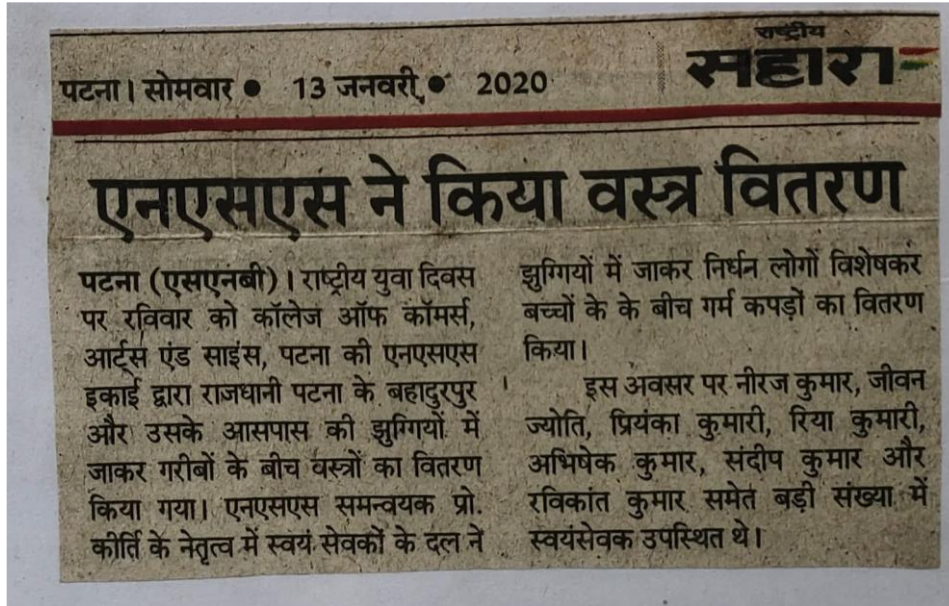 राष्ट्रीय
सहारा
पटना। सोमवार ● 13 जनवरी, ● 2020
एनएसएस ने किया वस्त्र वितरण
पटना (एसएनबी)। राष्ट्रीय युवा दिवस
पर रविवार को कॉलेज ऑफ कॉमर्स,
आर्ट्स एंड साइंस, पटना की एनएसएस
इकाई द्वारा राजधानी पटना के बहादुरपुर
और उसके आसपास की झुग्गियों में
जाकर गरीबों के बीच वस्त्रों का वितरण
किया गया। एनएसएस समन्वयक प्रो.
कीर्ति के नेतृत्व में स्वयं सेवकों के दल ने
झुग्गियों में जाकर निर्धन लोगों विशेषकर
बच्चों के के बीच गर्म कपड़ों का वितरण
किया।
इस अवसर पर नीरज कुमार, जीवन
ज्योति, प्रियंका कुमारी, रिया कुमारी,
अभिषेक कुमार, संदीप कुमार और
रविकांत कुमार समेत बड़ी संख्या में
स्वयंसेवक उपस्थित थे।